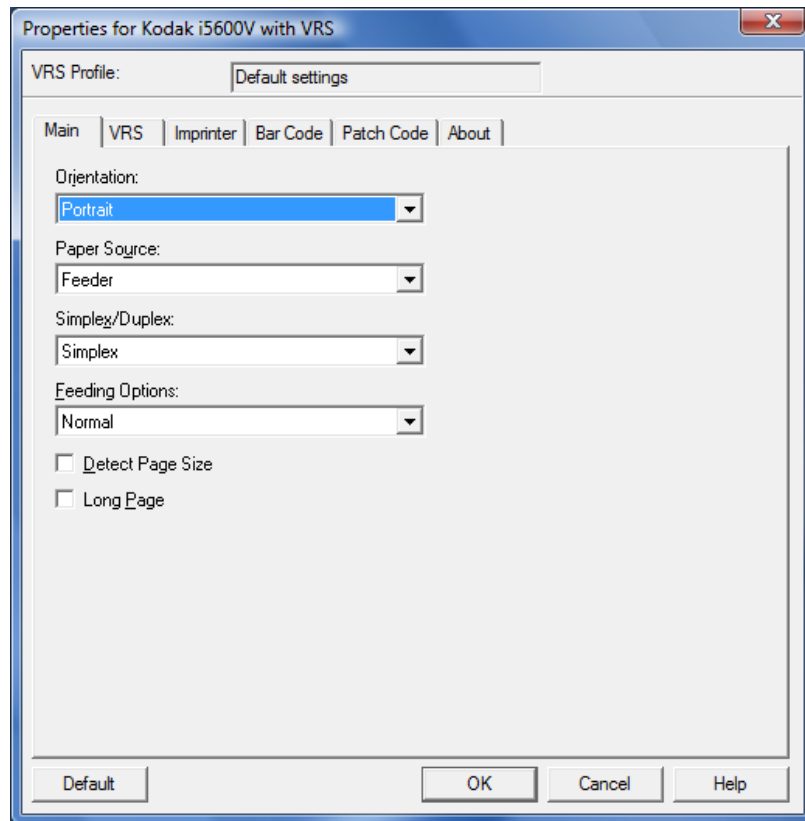 Properties for Kodak i5600V with VRS
VRS Profile: Default settings
Main VRS Imprinter Bar Code Patch Code About
Orientation:
Portrait
Paper Source:
Feeder
Simplex/Duplex:
Simplex
Feeding Options:
Normal
Detect Page Size
Long Page
Default OK Cancel Help